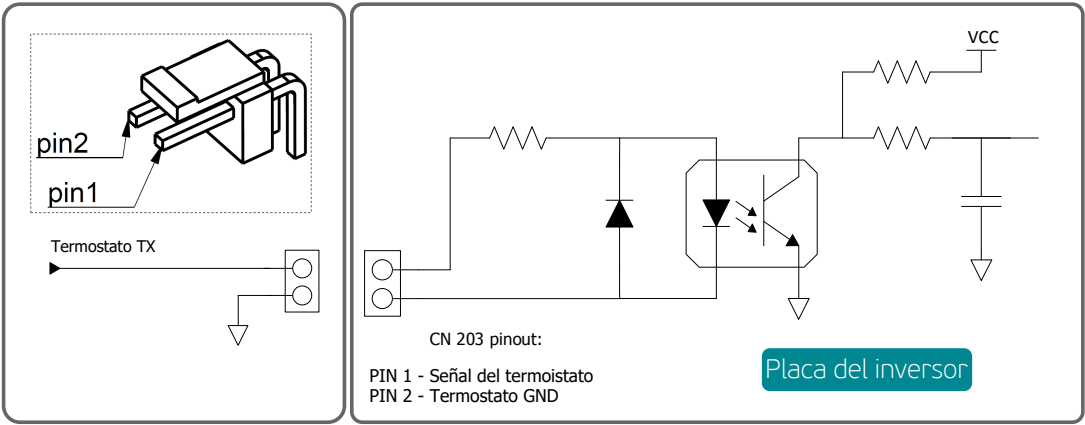 pin2
pin1
Termostato TX
VCC
CN 203 pinout:
PIN 1 - Señal del termoistato
PIN 2 - Termostato GND
Placa del inversor